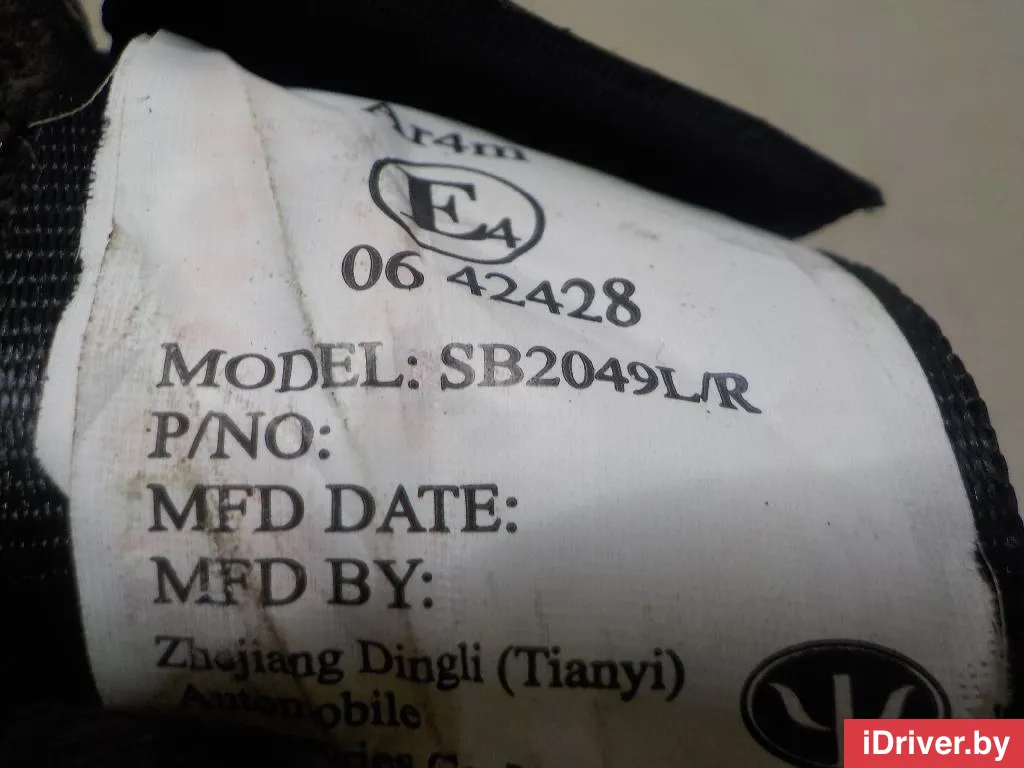 Ar4m
E4
06 42428
MODEL: SB2049L/R
P/NO:
MFD DATE:
MFD BY:
Zhejiang Dingli (Tianyi)
Automobile
iDriver.by